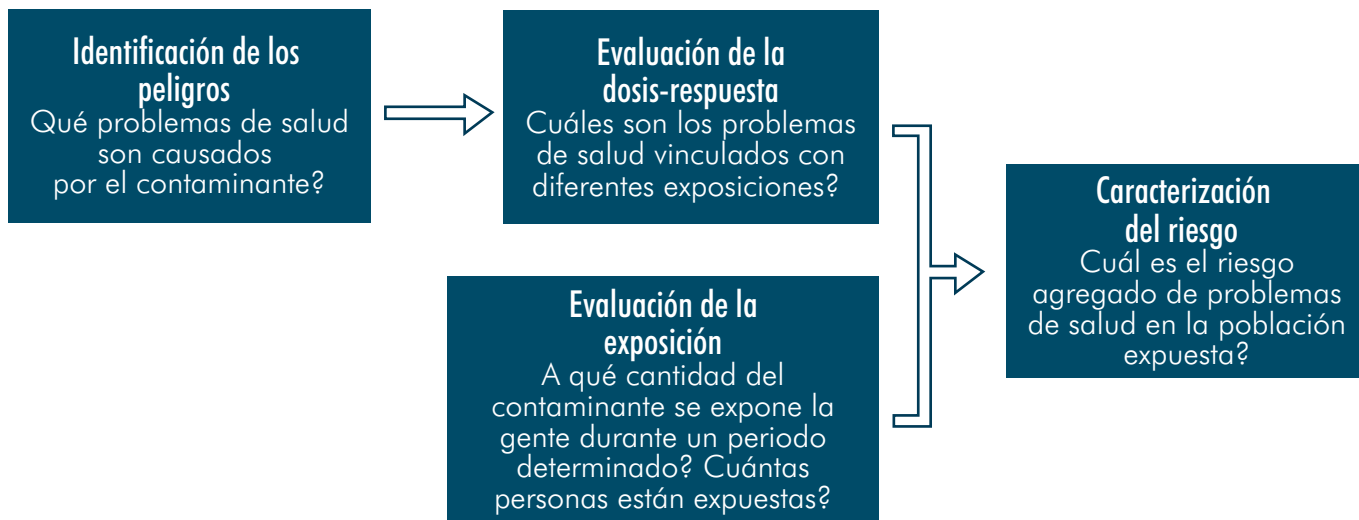 Identificación de los
peligros
Qué problemas de salud
son causados
por el contaminante?
Evaluación de la
dosis-respuesta
Cuáles son los problemas
de salud vinculados con
diferentes exposiciones?
Evaluación de la
exposición
A qué cantidad del
contaminante se expone la
gente durante un periodo
determinado? Cuántas
personas están expuestas?
Caracterización
del riesgo
Cuál es el riesgo
agregado de problemas
de salud en la población
expuesta?